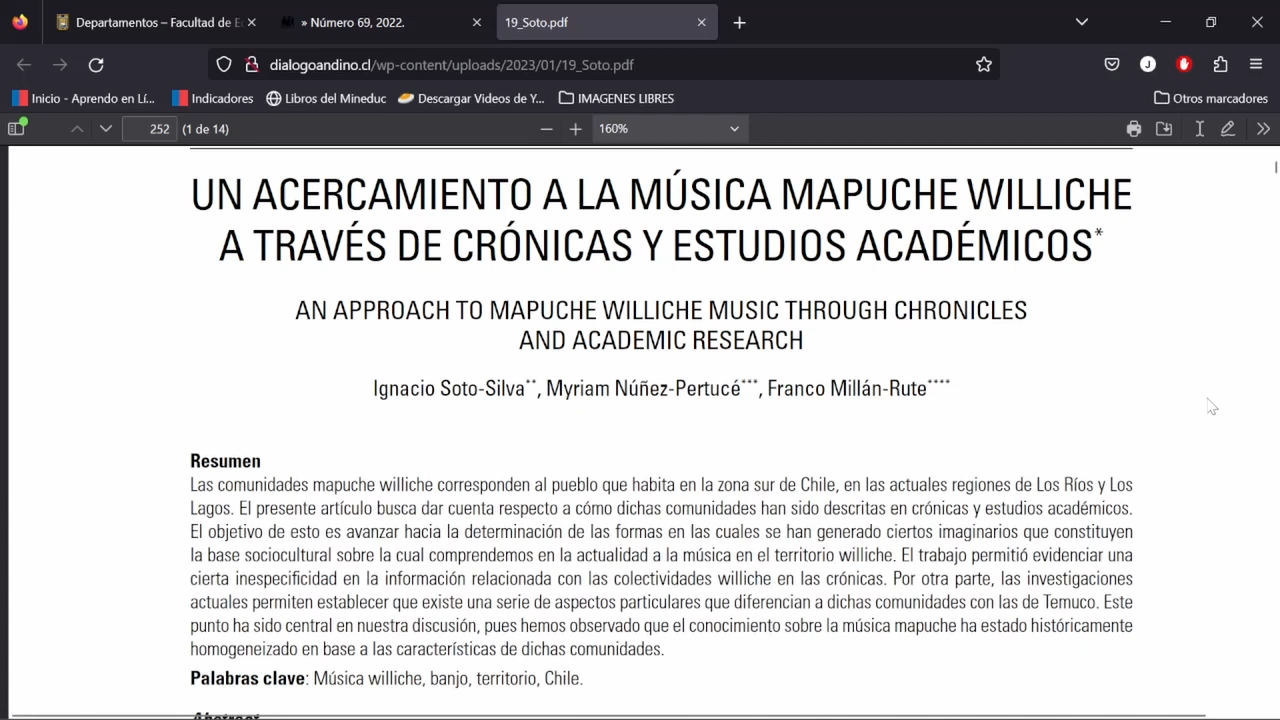 Departamentos – Facultad de E
» Número 69, 2022.
19_Soto.pdf
dialogoandino.cl/wp-content/uploads/2023/01/19_Soto.pdf
Inicio - Aprendo en Lí...
Indicadores
Libros del Mineduc
Descargar Videos de Y...
IMAGENES LIBRES
Otros marcadores
252 (1 de 14)
160%
UN ACERCAMIENTO A LA MÚSICA MAPUCHE WILLICHE
A TRAVÉS DE CRÓNICAS Y ESTUDIOS ACADÉMICOS*
AN APPROACH TO MAPUCHE WILLICHE MUSIC THROUGH CHRONICLES
AND ACADEMIC RESEARCH
Ignacio Soto-Silva**, Myriam Núñez-Pertucé***, Franco Millán-Rute****
Resumen
Las comunidades mapuche williche corresponden al pueblo que habita en la zona sur de Chile, en las actuales regiones de Los Ríos y Los
Lagos. El presente artículo busca dar cuenta respecto a cómo dichas comunidades han sido descritas en crónicas y estudios académicos.
El objetivo de esto es avanzar hacia la determinación de las formas en las cuales se han generado ciertos imaginarios que constituyen
la base sociocultural sobre la cual comprendemos en la actualidad a la música en el territorio williche. El trabajo permitió evidenciar una
cierta inespecificidad en la información relacionada con las colectividades williche en las crónicas. Por otra parte, las investigaciones
actuales permiten establecer que existe una serie de aspectos particulares que diferencian a dichas comunidades con las de Temuco. Este
punto ha sido central en nuestra discusión, pues hemos observado que el conocimiento sobre la música mapuche ha estado históricamente
homogeneizado en base a las características de dichas comunidades.
Palabras clave: Música williche, banjo, territorio, Chile.
Abstract